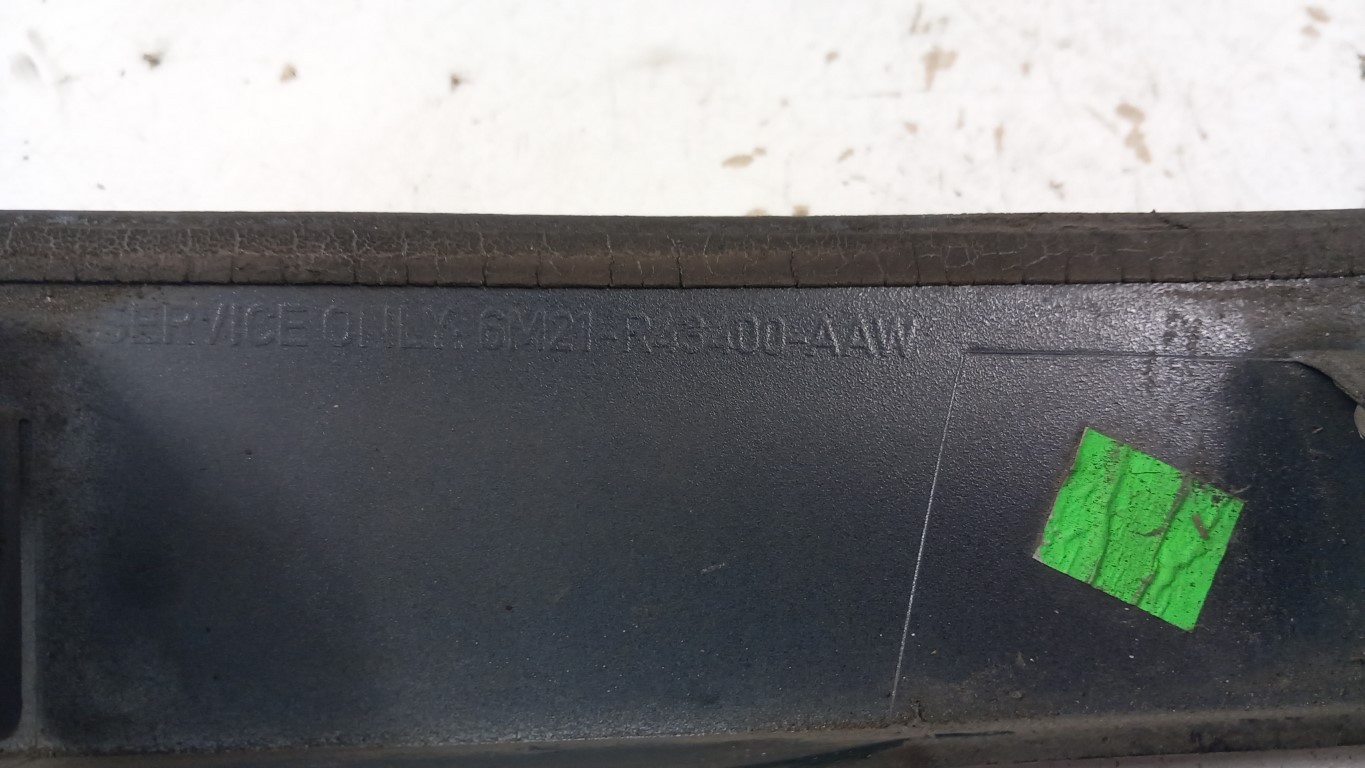 SERVICE ONLY: 6M21-R43400-AAW